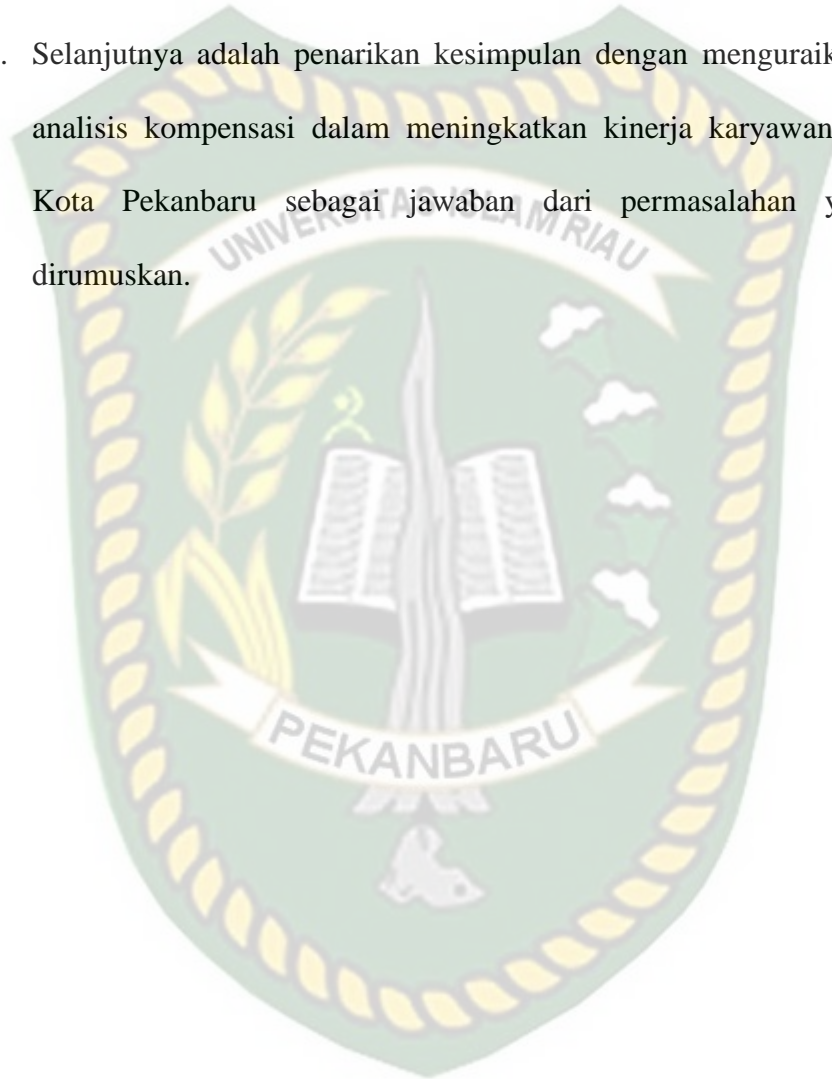 . Selanjutnya adalah penarikan kesimpulan dengan menguraik
analisis kompensasi dalam meningkatkan kinerja karyawan
Kota Pekanbaru sebagai jawaban dari permasalahan y
dirumuskan.
UNIVERSITAS ISLAM RIAU
PEKANBARU